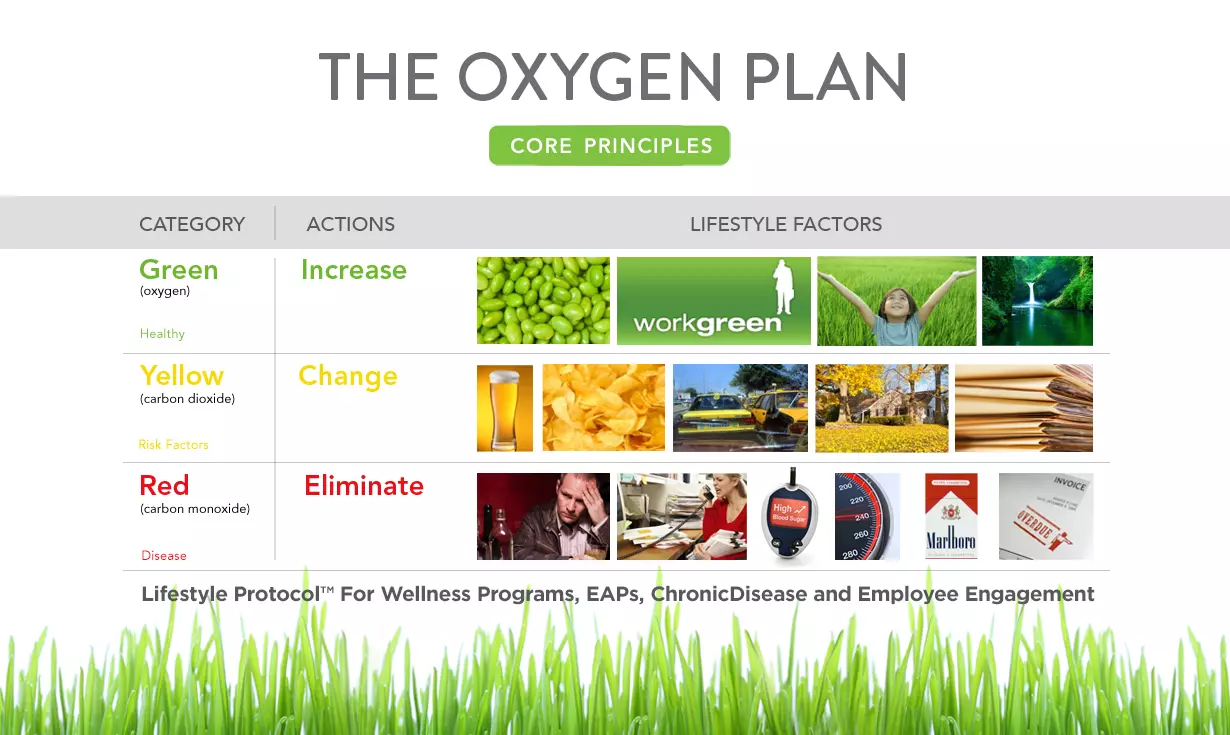 THE OXYGEN PLAN
CORE PRINCIPLES
CATEGORY ACTIONS LIFESTYLE FACTORS
Green Increase
(oxygen)
Healthy
workgreen
Yellow Change
(carbon dioxide)
Risk Factors
Red Eliminate
(carbon monoxide)
Disease
High
Blood Sugar
OK
200
220
240
260
280
Marlboro
INVOICE
OVERDUE
Lifestyle Protocol™ For Wellness Programs, EAPs, ChronicDisease and Employee Engagement